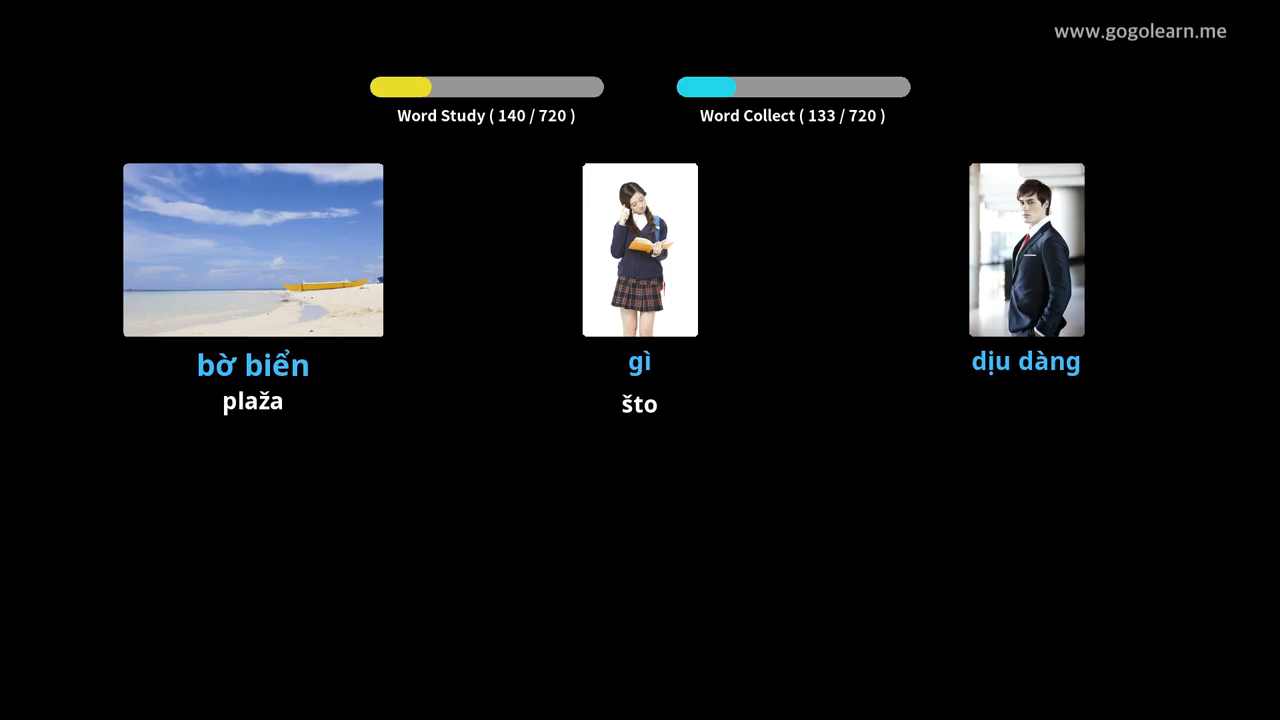 www.gogolearn.me
Word Study ( 140 / 720 )
Word Collect ( 133 / 720 )
bờ biển
plaža
gì
što
dịu dàng